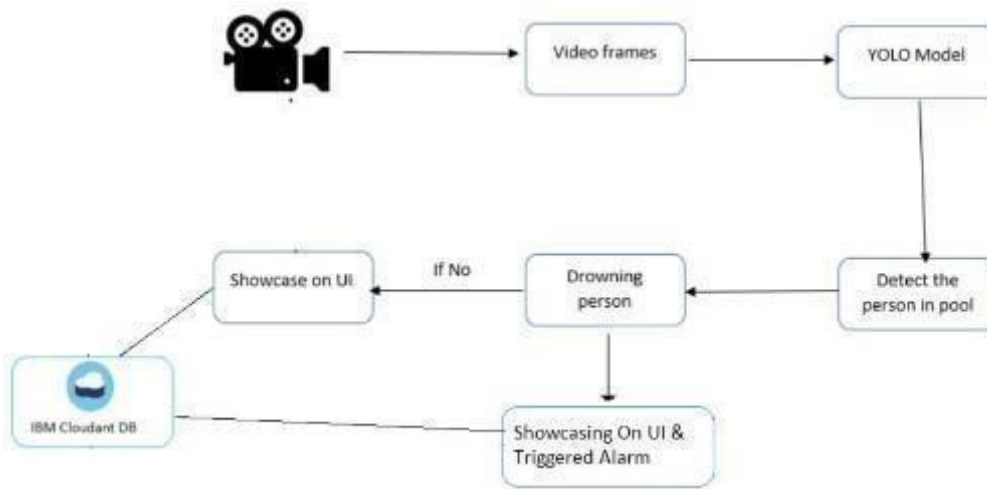 Video frames
YOLO Model
Showcase on UI
If No
Drowning
person
Detect the
person in pool
IBM Cloudant DB
Showcasing On UI &
Triggered Alarm